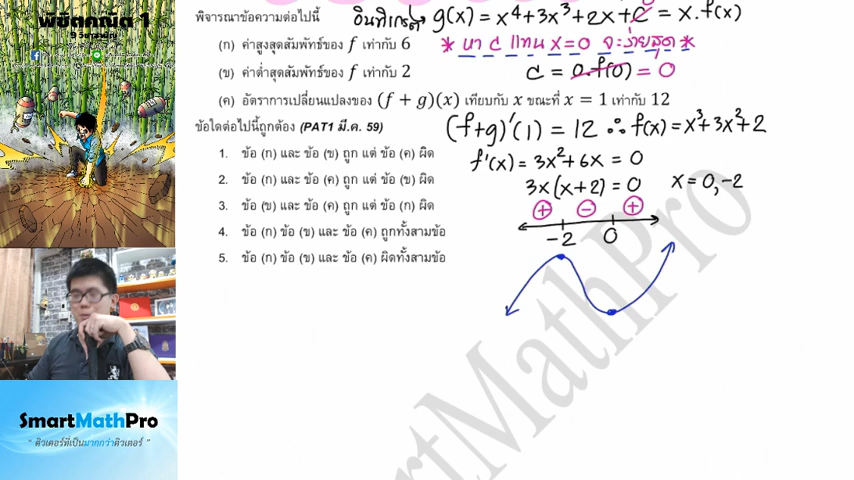 พิชิตคณิต 1
9 วิชาสามัญ
พิจารณาข้อความต่อไปนี้
อินทิเกรต g(x) = x⁴+3x³+2x+c = x.f(x)
(ก) ค่าสูงสุดสัมพัทธ์ของ f เท่ากับ 6
* หา c แทน x=0 จะง่ายสุด *
(ข) ค่าต่ำสุดสัมพัทธ์ของ f เท่ากับ 2
c = 0.f(0) = 0
(ค) อัตราการเปลี่ยนแปลงของ (f + g)(x) เทียบกับ x ขณะที่ x = 1 เท่ากับ 12
ข้อใดต่อไปนี้ถูกต้อง (PAT1 มี.ค. 59)
(f+g)'(1) = 12 ∴ f(x) = x³+3x²+2
1. ข้อ (ก) และ ข้อ (ข) ถูก แต่ ข้อ (ค) ผิด
f'(x) = 3x²+6x = 0
2. ข้อ (ก) และ ข้อ (ค) ถูก แต่ ข้อ (ข) ผิด
3x(x+2) = 0 x = 0,-2
3. ข้อ (ข) และ ข้อ (ค) ถูก แต่ ข้อ (ก) ผิด
+ - +
4. ข้อ (ก) ข้อ (ข) และ ข้อ (ค) ถูกทั้งสามข้อ
-2 0
5. ข้อ (ก) ข้อ (ข) และ ข้อ (ค) ผิดทั้งสามข้อ
SmartMathPro
“ ติวเตอร์ที่เป็นมากกว่าติวเตอร์ ”
SmartMathPro